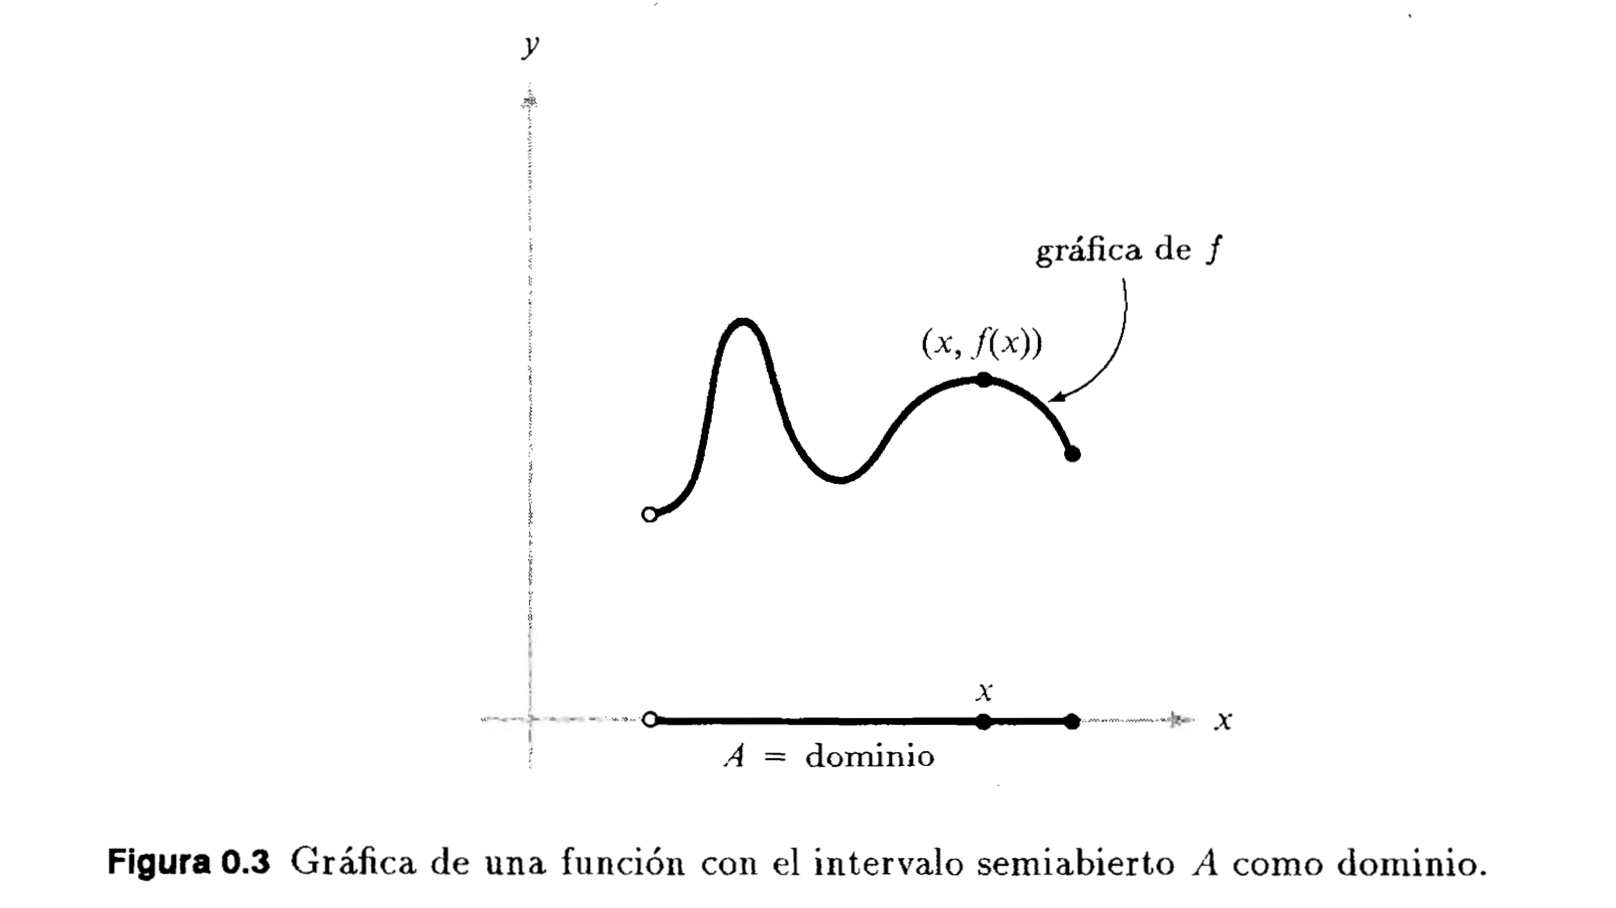 y
gráfica de f
(x, f(x))
x
x
A = dominio
Figura 0.3 Gráfica de una función con el intervalo semiabierto A como dominio.